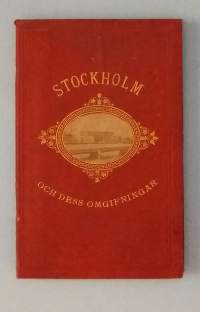 STOCKHOLM
OCH DESS OMGIFNINGAR